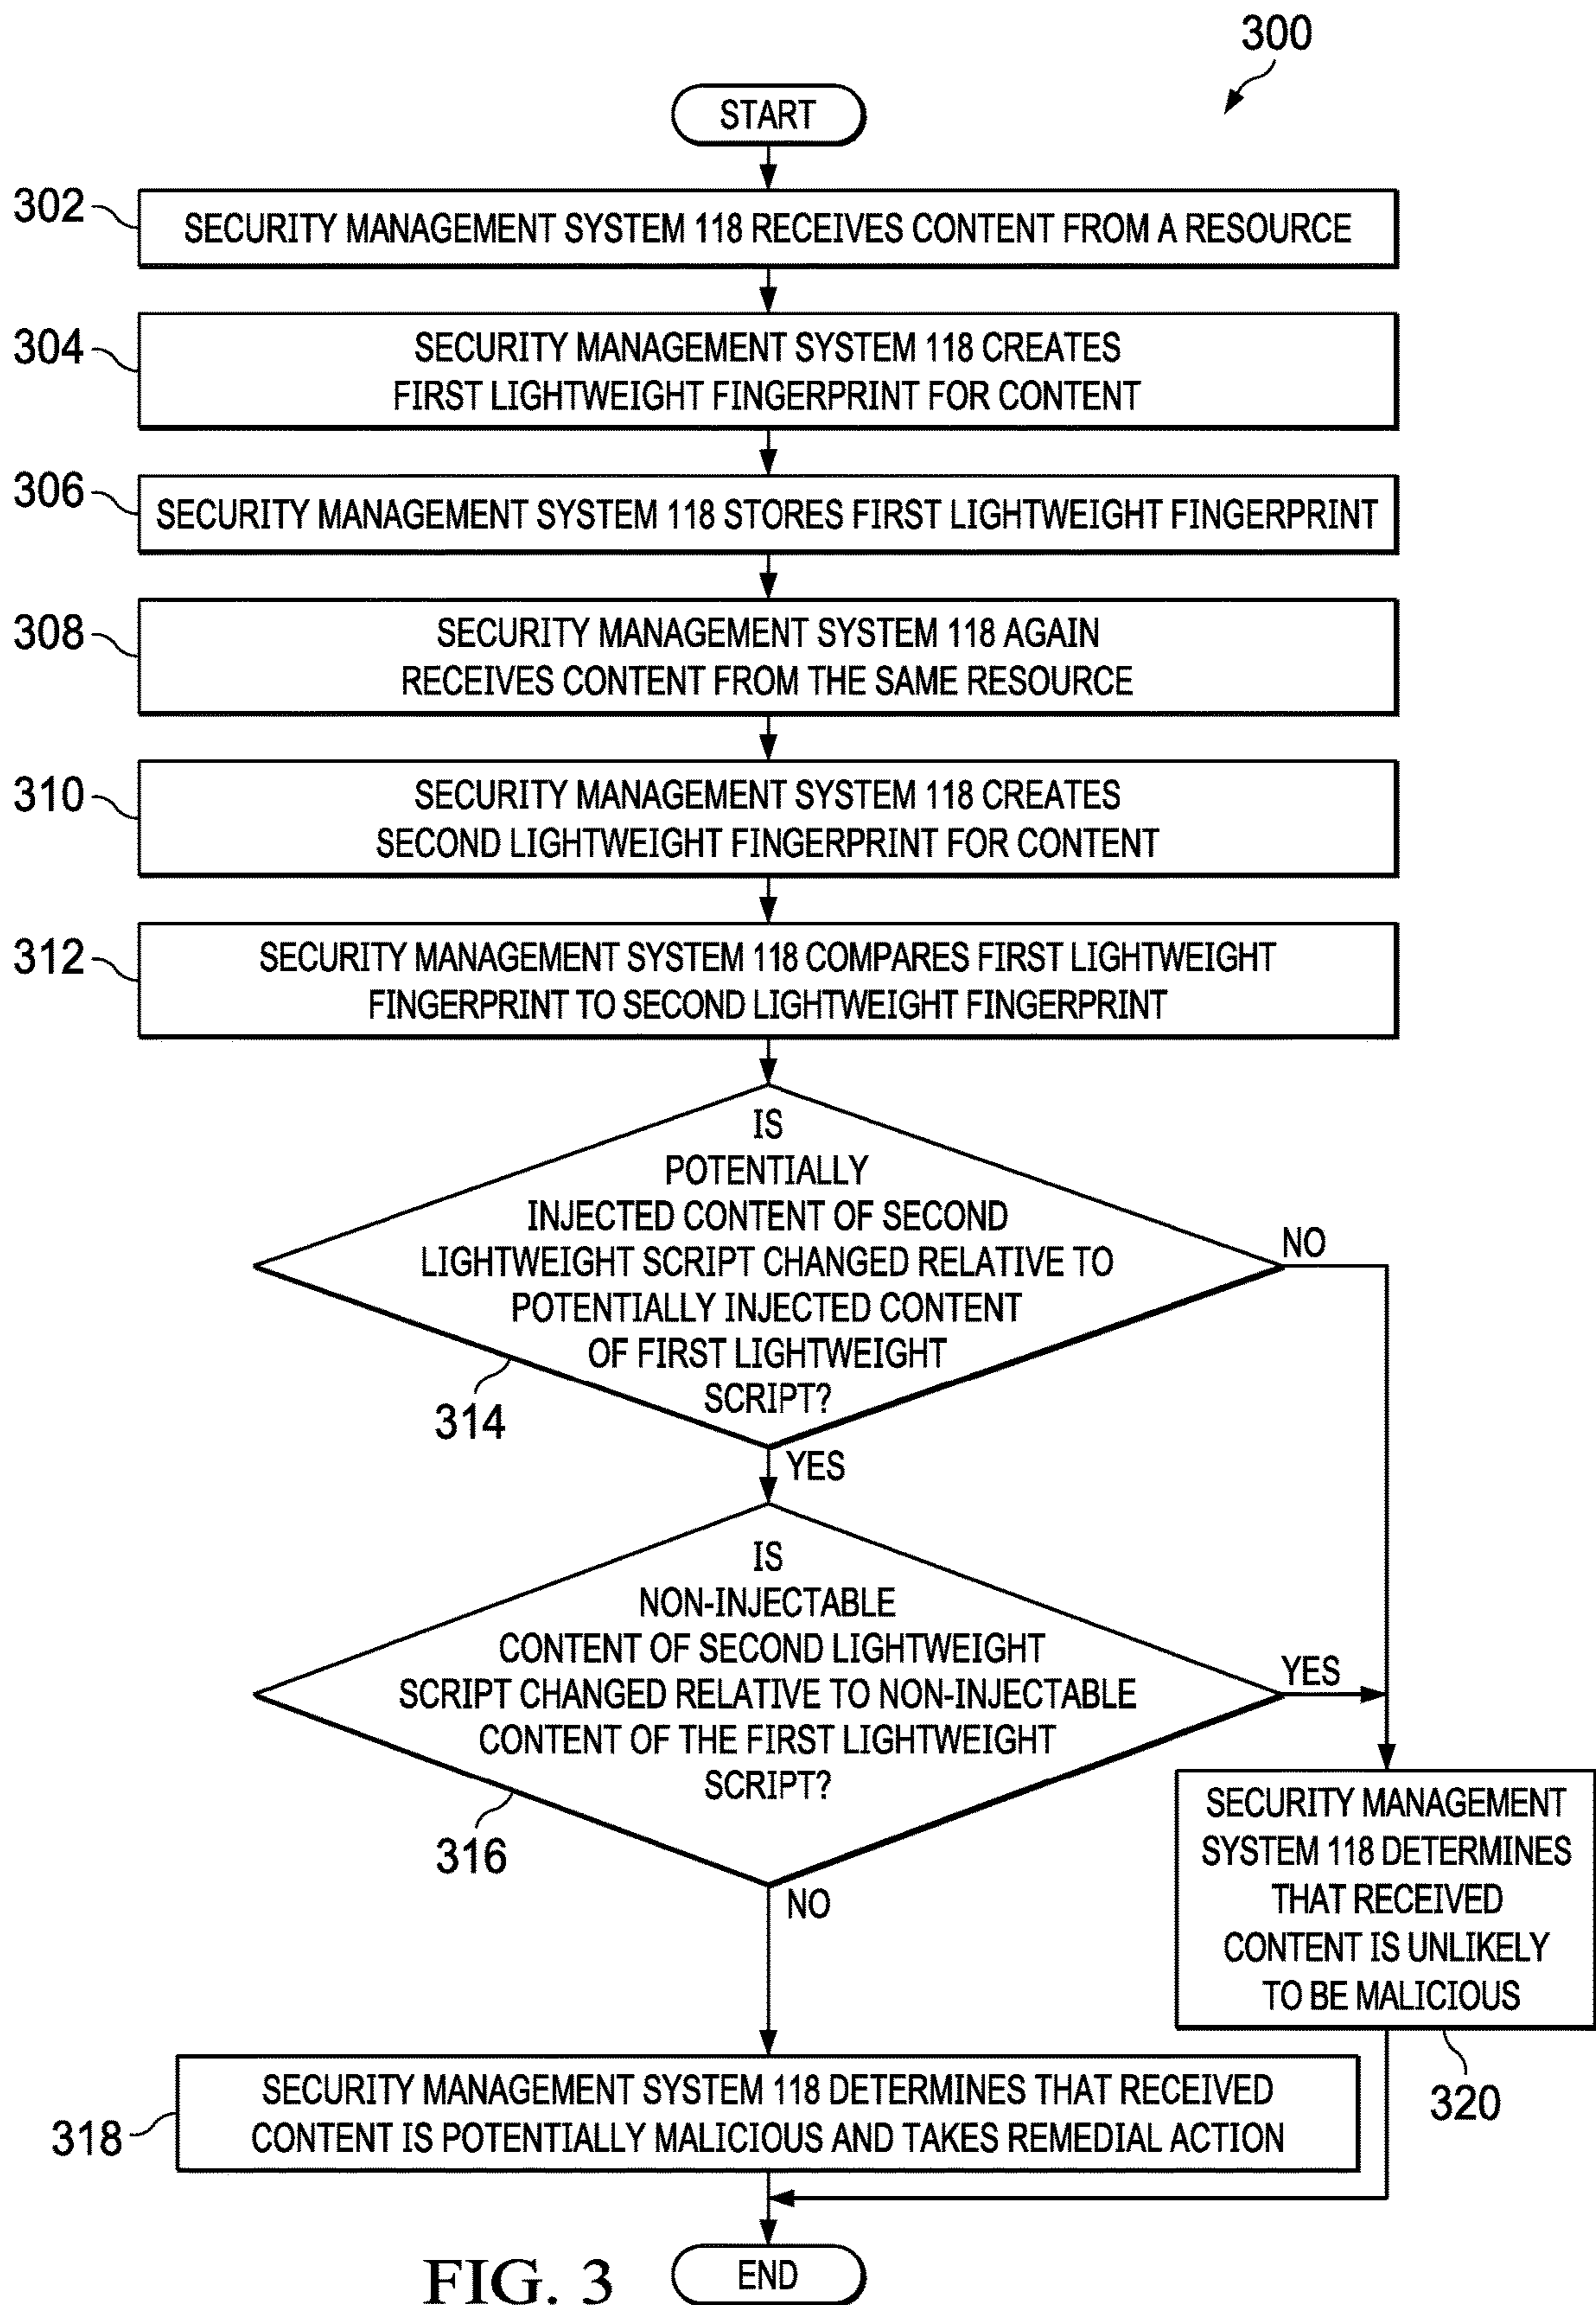 300
START
302
SECURITY MANAGEMENT SYSTEM 118 RECEIVES CONTENT FROM A RESOURCE
304
SECURITY MANAGEMENT SYSTEM 118 CREATES
FIRST LIGHTWEIGHT FINGERPRINT FOR CONTENT
306
SECURITY MANAGEMENT SYSTEM 118 STORES FIRST LIGHTWEIGHT FINGERPRINT
308
SECURITY MANAGEMENT SYSTEM 118 AGAIN
RECEIVES CONTENT FROM THE SAME RESOURCE
310
SECURITY MANAGEMENT SYSTEM 118 CREATES
SECOND LIGHTWEIGHT FINGERPRINT FOR CONTENT
312
SECURITY MANAGEMENT SYSTEM 118 COMPARES FIRST LIGHTWEIGHT
FINGERPRINT TO SECOND LIGHTWEIGHT FINGERPRINT
IS
POTENTIALLY
INJECTED CONTENT OF SECOND
LIGHTWEIGHT SCRIPT CHANGED RELATIVE TO
POTENTIALLY INJECTED CONTENT
OF FIRST LIGHTWEIGHT
SCRIPT?
NO
314
YES
IS
NON-INJECTABLE
CONTENT OF SECOND LIGHTWEIGHT
SCRIPT CHANGED RELATIVE TO NON-INJECTABLE
CONTENT OF THE FIRST LIGHTWEIGHT
SCRIPT?
YES
316
NO
SECURITY MANAGEMENT
SYSTEM 118 DETERMINES
THAT RECEIVED
CONTENT IS UNLIKELY
TO BE MALICIOUS
320
318
SECURITY MANAGEMENT SYSTEM 118 DETERMINES THAT RECEIVED
CONTENT IS POTENTIALLY MALICIOUS AND TAKES REMEDIAL ACTION
END
FIG. 3